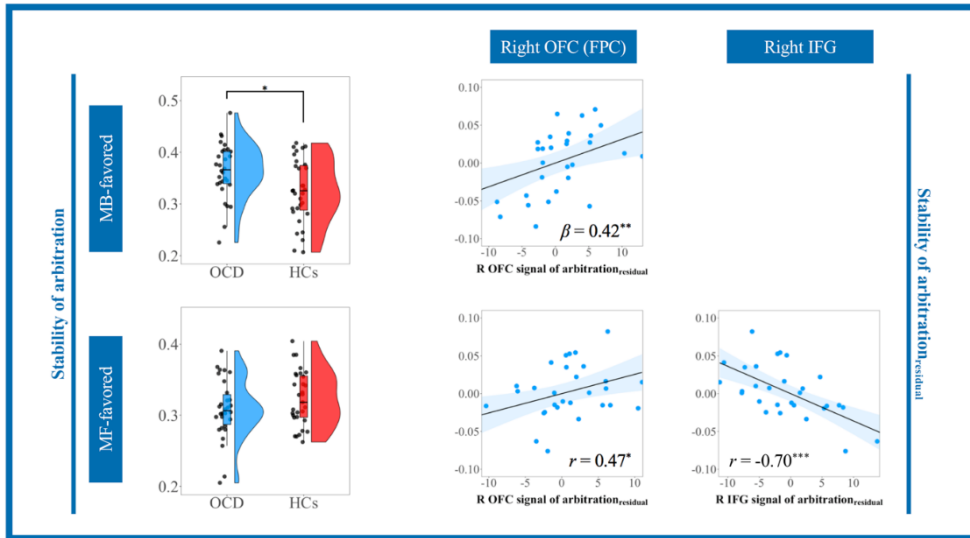 Right OFC (FPC)
Right IFG
Stability of arbitration
MB-favored
0.5
0.4
0.3
0.2
*
OCD
HCs
0.10
0.05
0.00
-0.05
-0.10
β = 0.42**
-10
-5
0
5
10
R OFC signal of arbitrationresidual
MF-favored
0.4
0.3
0.2
OCD
HCs
0.10
0.05
0.00
-0.05
-0.10
r = 0.47*
-10
-5
0
5
10
R OFC signal of arbitrationresidual
0.10
0.05
0.00
-0.05
-0.10
r = -0.70***
-10
-5
0
5
10
R IFG signal of arbitrationresidual
Stability of arbitrationresidual